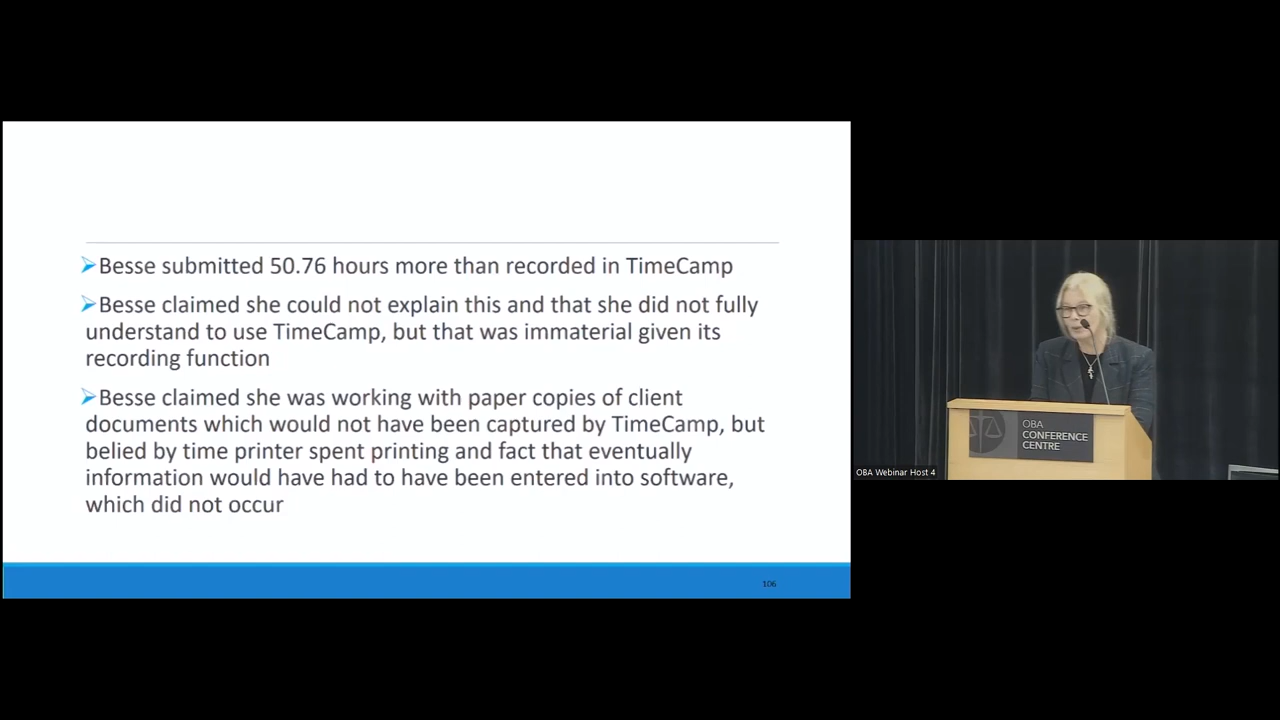 ➢Besse submitted 50.76 hours more than recorded in TimeCamp
➢Besse claimed she could not explain this and that she did not fully
understand to use TimeCamp, but that was immaterial given its
recording function
➢Besse claimed she was working with paper copies of client
documents which would not have been captured by TimeCamp, but
belied by time printer spent printing and fact that eventually
information would have had to have been entered into software,
which did not occur
106
OBA
CONFERENCE
CENTRE
OBA Webinar Host 4